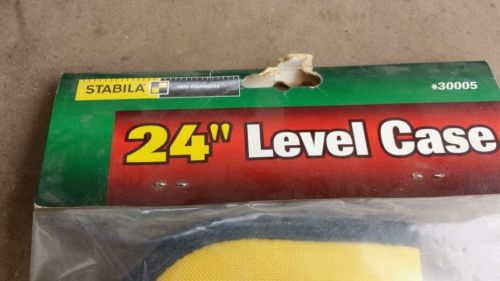 STABILA
#30005
24" Level Case